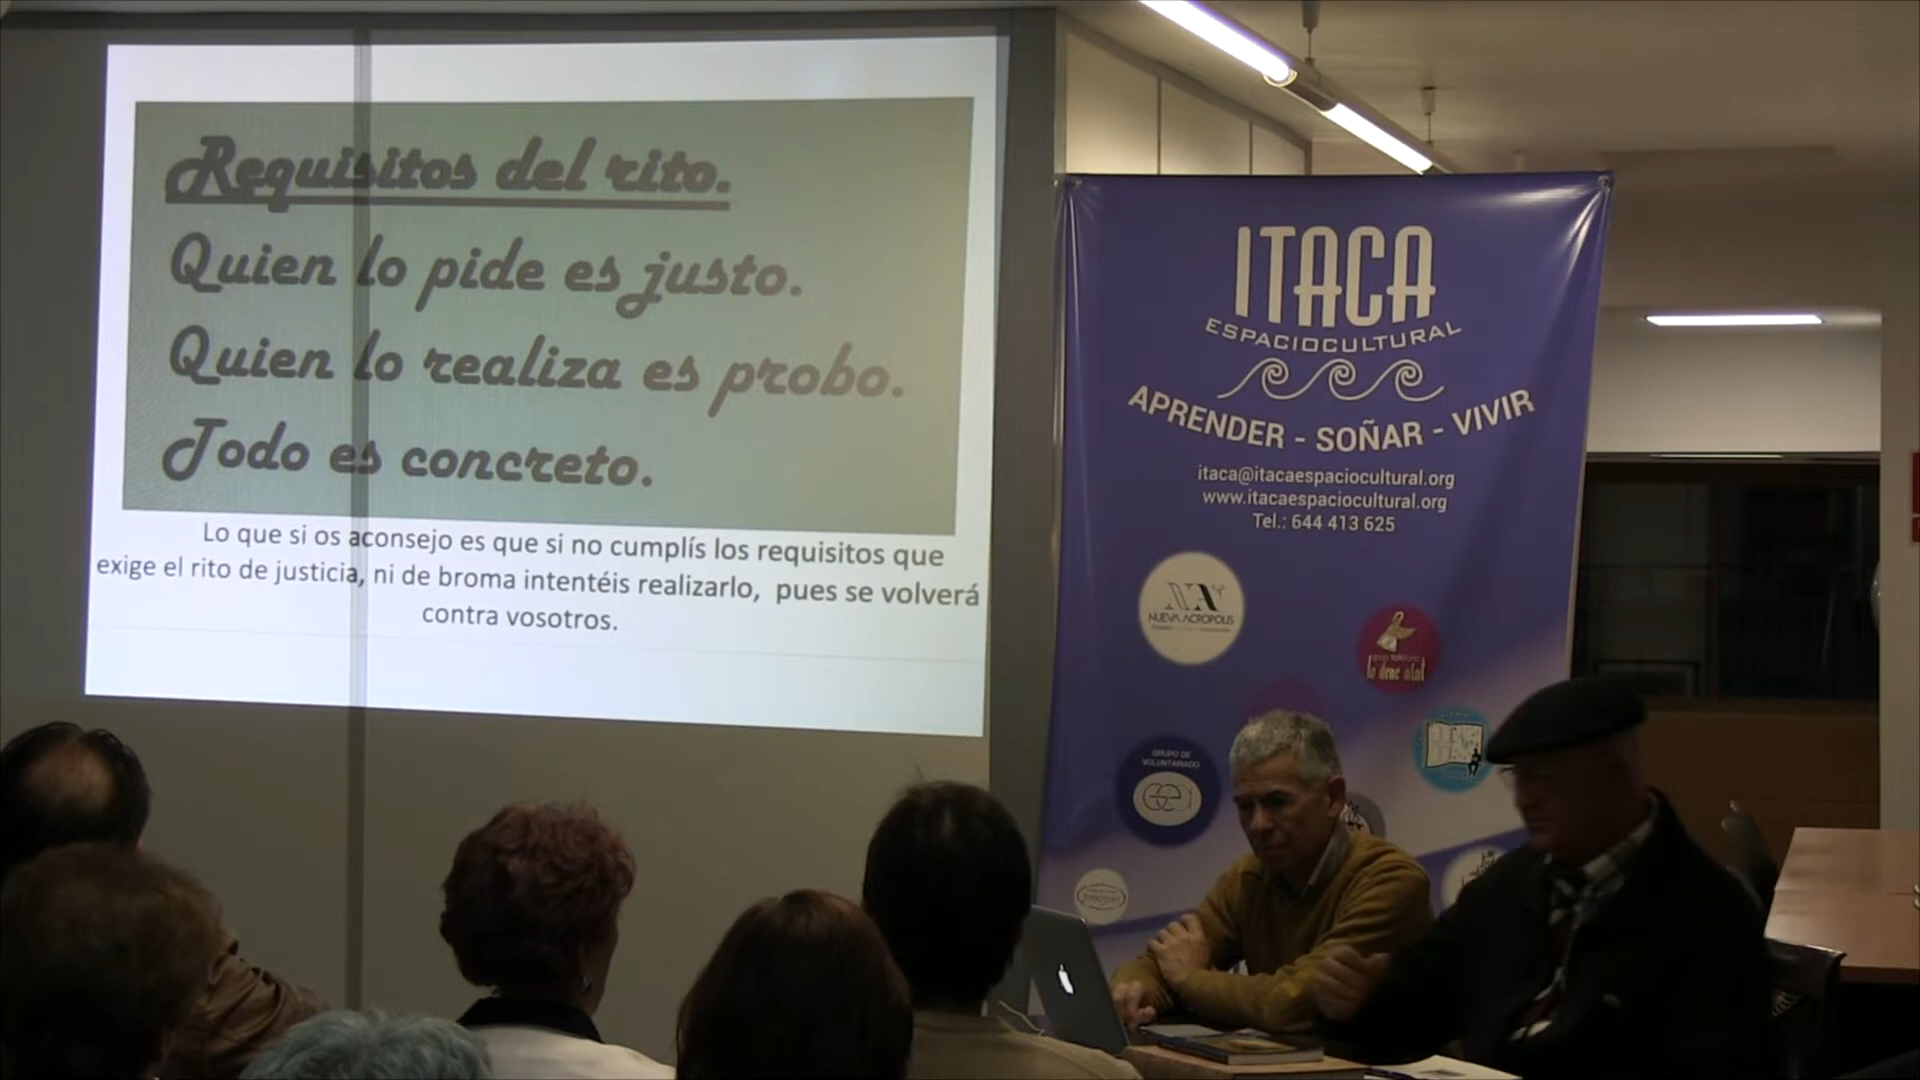 Requisitos del rito.
Quien lo pide es justo.
Quien lo realiza es probo.
Todo es concreto.
Lo que si os aconsejo es que si no cumplís los requisitos que
exige el rito de justicia, ni de broma intentéis realizarlo, pues se volverá
contra vosotros.
ITACA
ESPACIOCULTURAL
APRENDER - SOÑAR - VIVIR
itaca@itacaespaciocultural.org
www.itacaespaciocultural.org
Tel.: 644 413 625
NA
NUEVA ACROPOLIS
GRUPO DE
VOLUNTARIADO